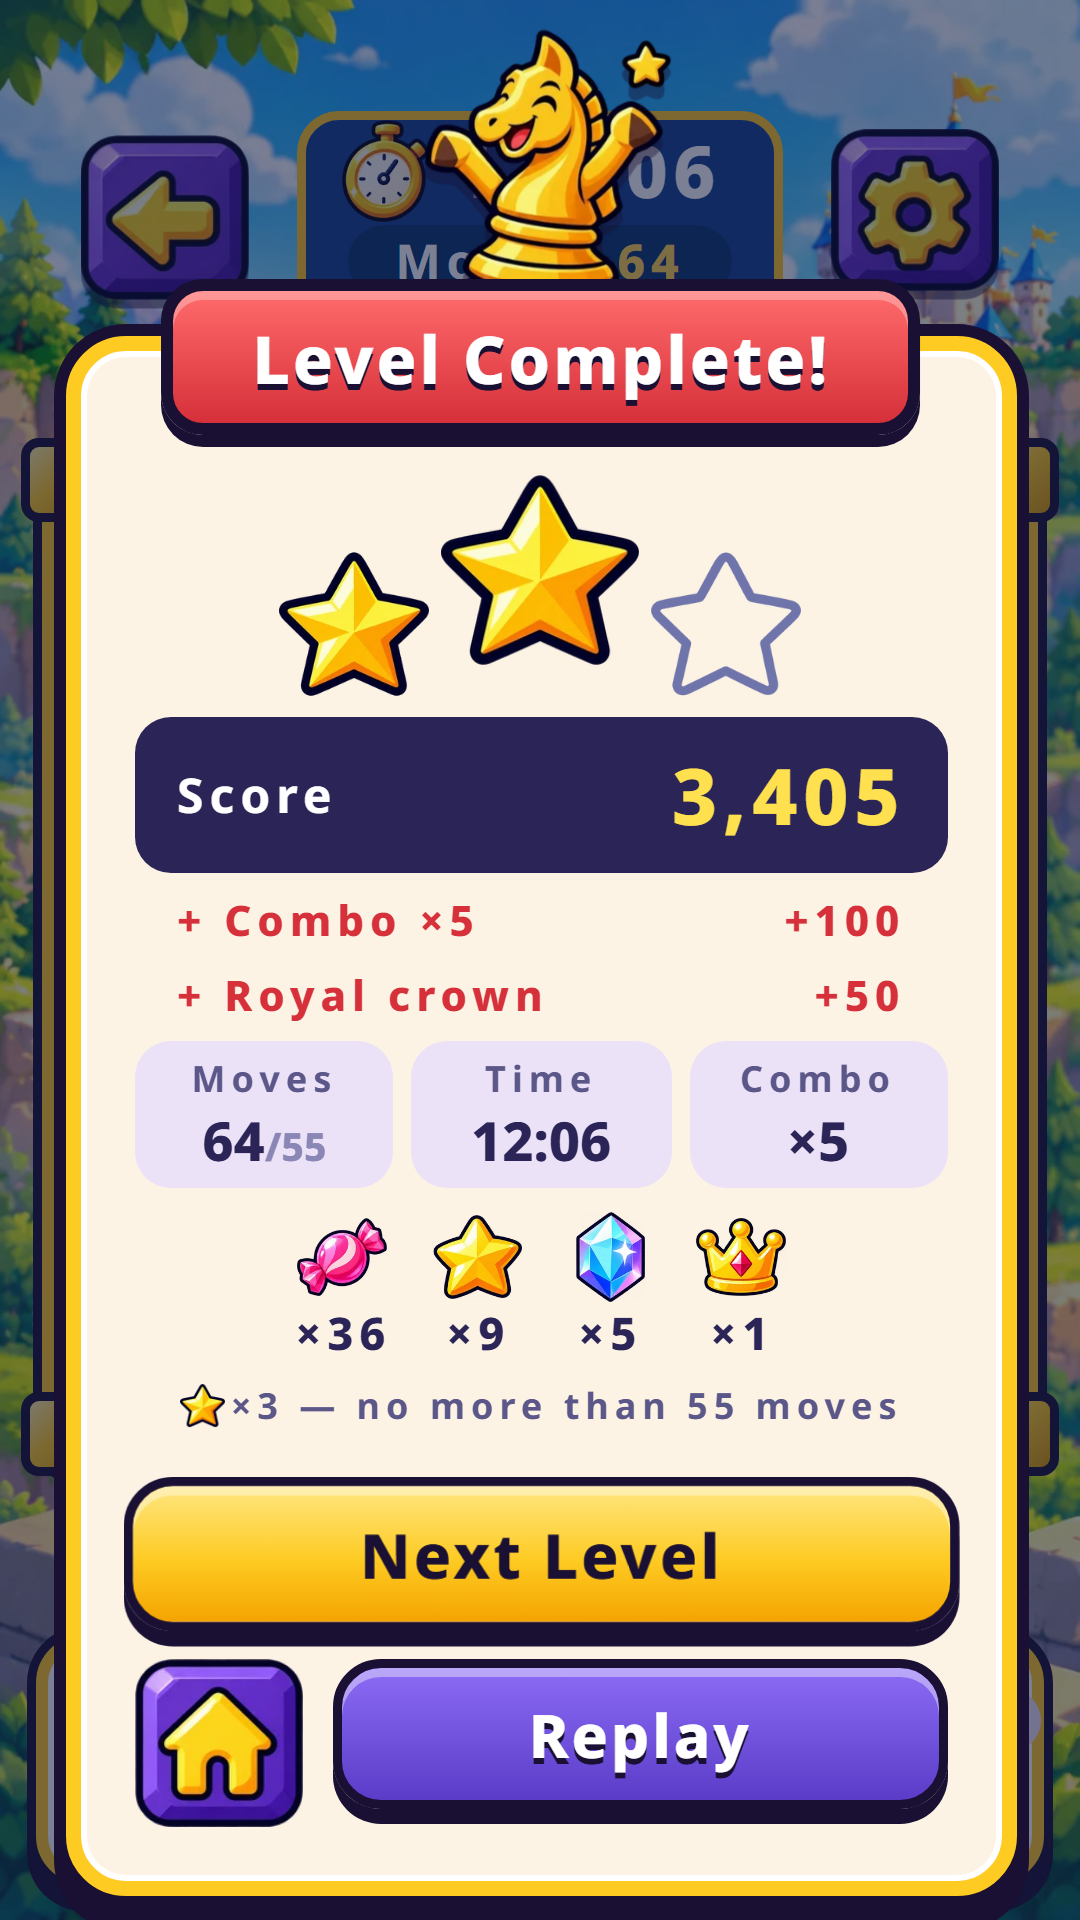 06
64
Level Complete!
Score 3,405
+ Combo ×5 +100
+ Royal crown +50
Moves Time Combo
64/55 12:06 ×5
×36 ×9 ×5 ×1
×3 — no more than 55 moves
Next Level
Replay